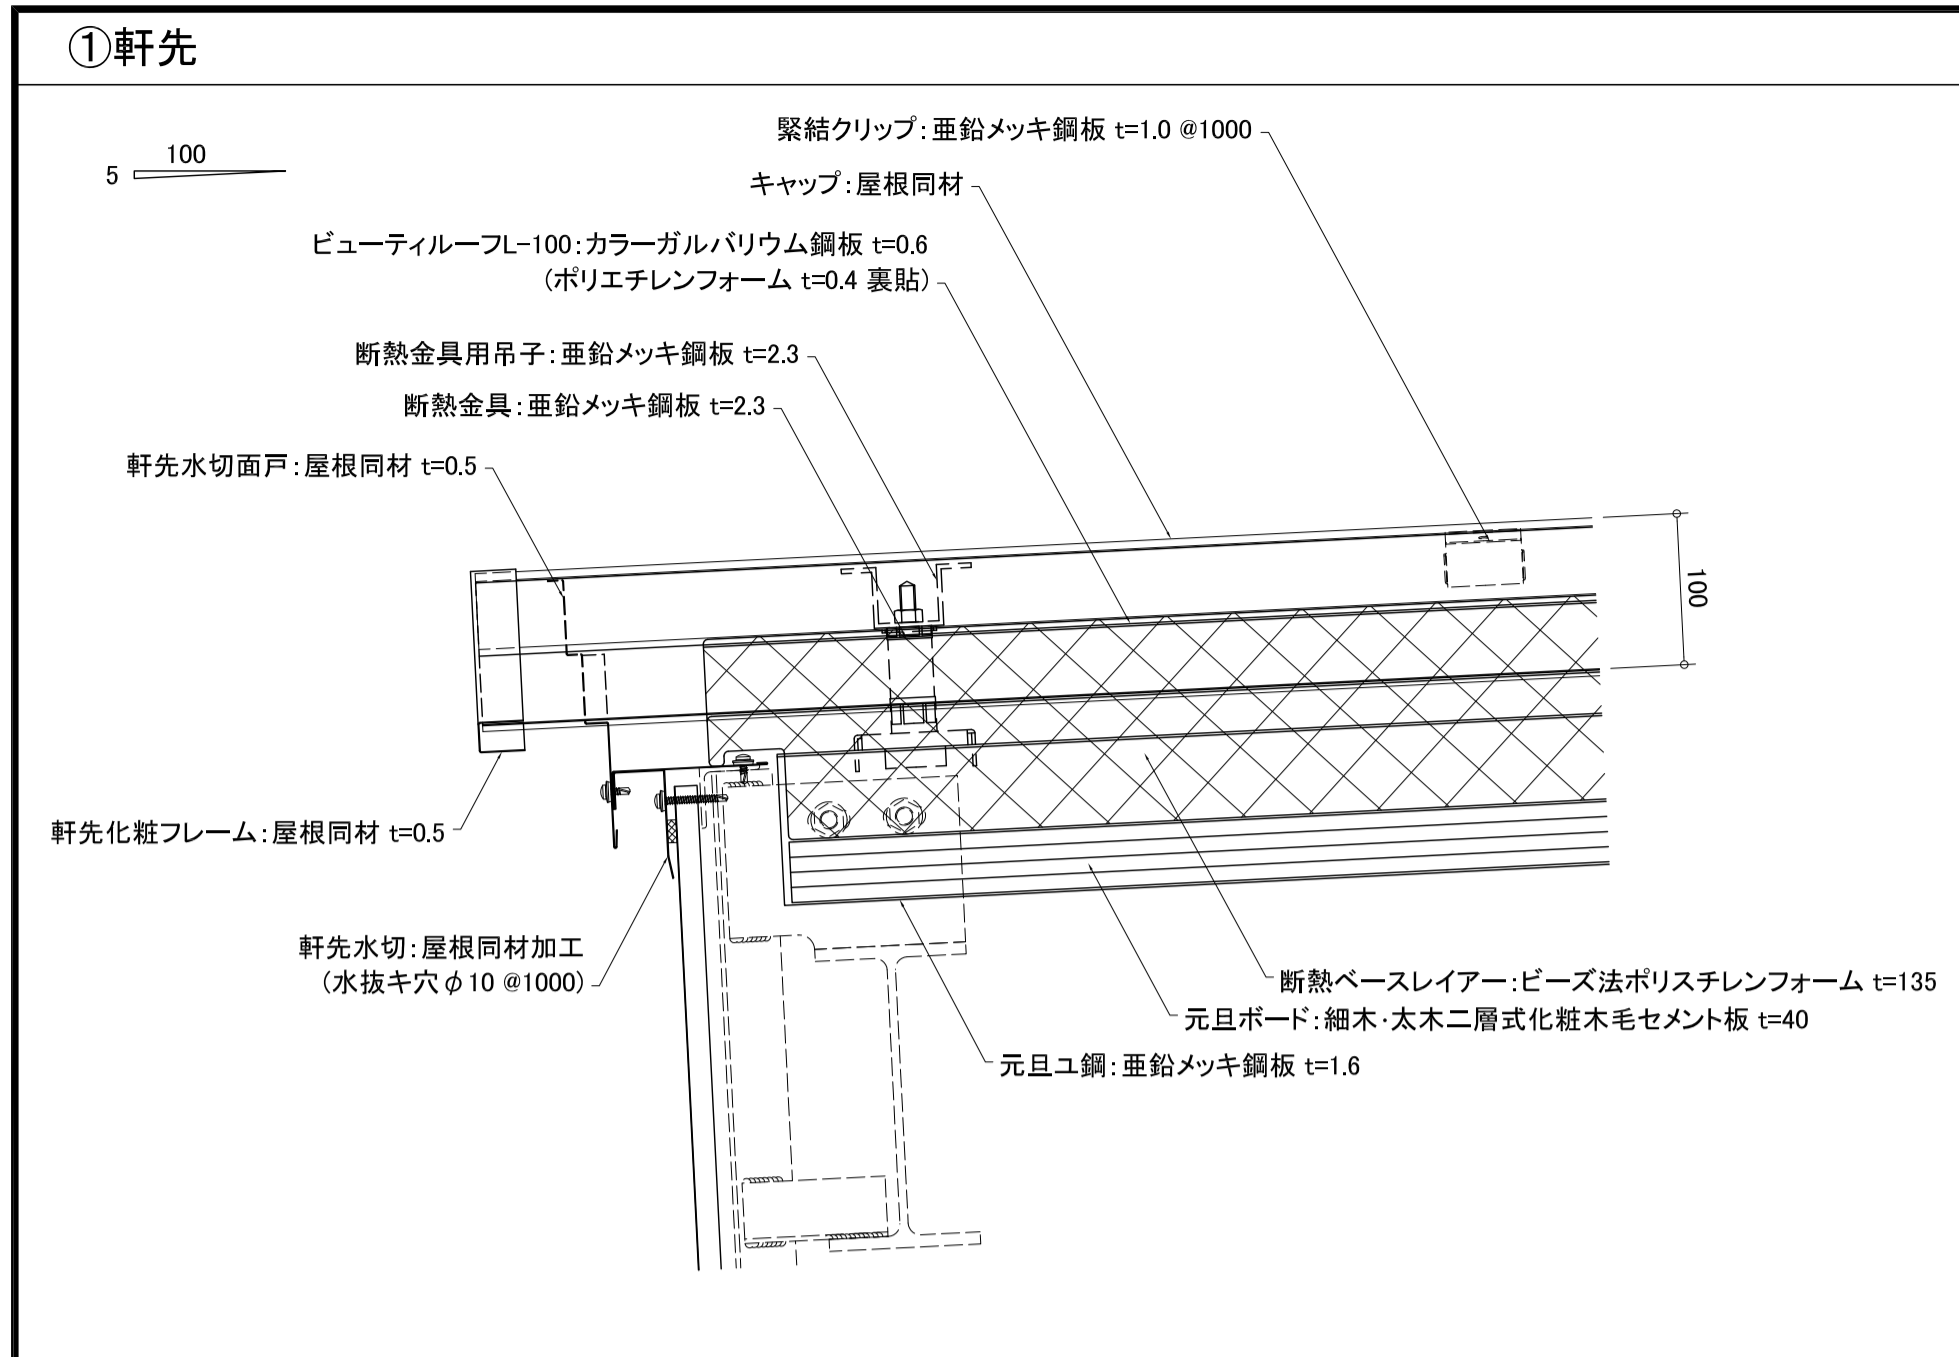 ①軒先
緊結クリップ:亜鉛メッキ鋼板 t=1.0 @1000
100
5
キャップ:屋根同材
ビューティルーフL-100:カラーガルバリウム鋼板 t=0.6
(ポリエチレンフォーム t=0.4 裏貼)
断熱金具用吊子:亜鉛メッキ鋼板 t=2.3
断熱金具:亜鉛メッキ鋼板 t=2.3
軒先水切面戸:屋根同材 t=0.5
100
軒先化粧フレーム:屋根同材 t=0.5
軒先水切:屋根同材加工
(水抜キ穴φ10 @1000)
断熱ベースレイアー:ビーズ法ポリスチレンフォーム t=135
元旦ボード:細木・太木二層式化粧木毛セメント板 t=40
元旦ユ鋼:亜鉛メッキ鋼板 t=1.6